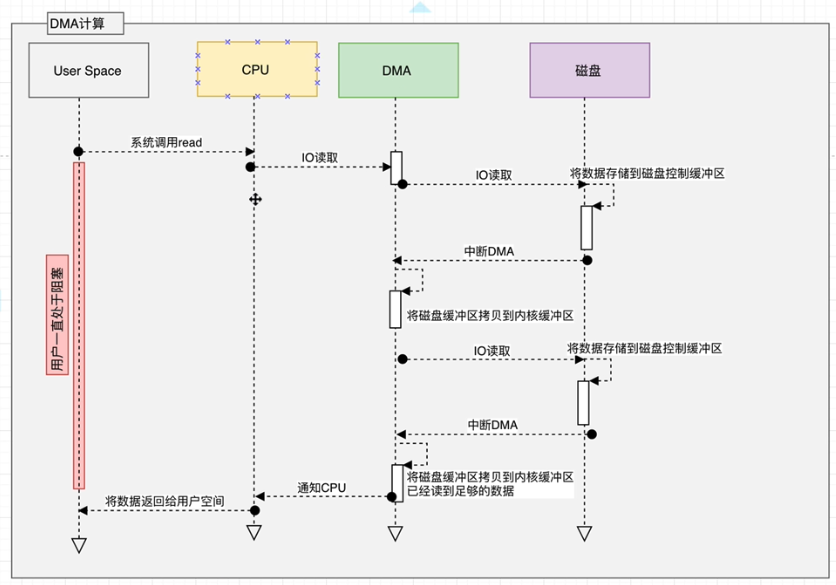 DMA计算
User Space
CPU
DMA
磁盘
系统调用read
IO读取
IO读取
将数据存储到磁盘控制缓冲区
中断DMA
用户一直处于阻塞
将磁盘缓冲区拷贝到内核缓冲区
IO读取
将数据存储到磁盘控制缓冲区
中断DMA
将磁盘缓冲区拷贝到内核缓冲区
已经读到足够的数据
通知CPU
将数据返回给用户空间